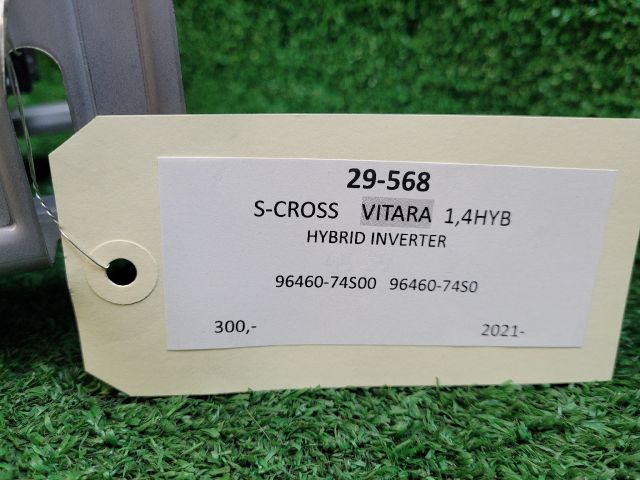 29-568
S-CROSS VITARA 1,4HYB
HYBRID INVERTER
96460-74S00 96460-74S0
300,- 2021-